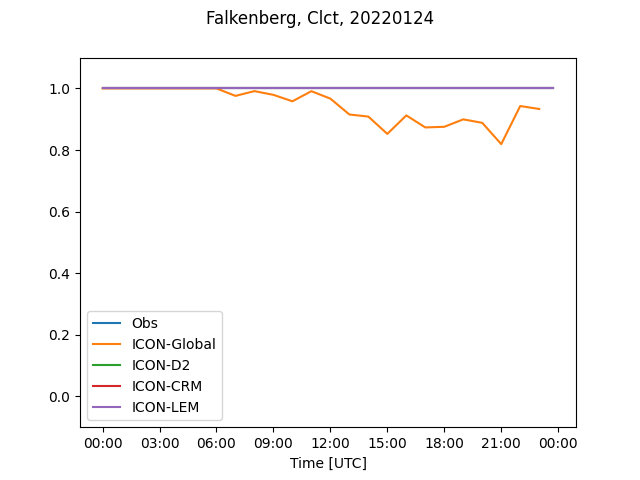 Falkenberg, Clct, 20220124
1.0
0.8
0.6
0.4
0.2
0.0
Obs
ICON-Global
ICON-D2
ICON-CRM
ICON-LEM
00:00 03:00 06:00 09:00 12:00 15:00 18:00 21:00 00:00
Time [UTC]